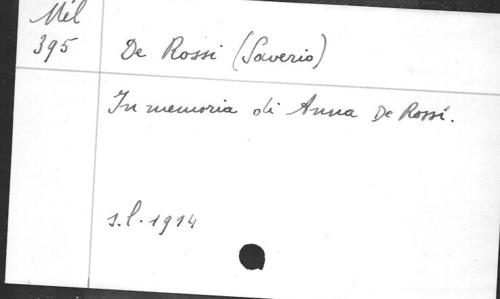 Mil
395
De Rossi (Saverio)
In memoria di Anna De Rossi.
s.l. 1914